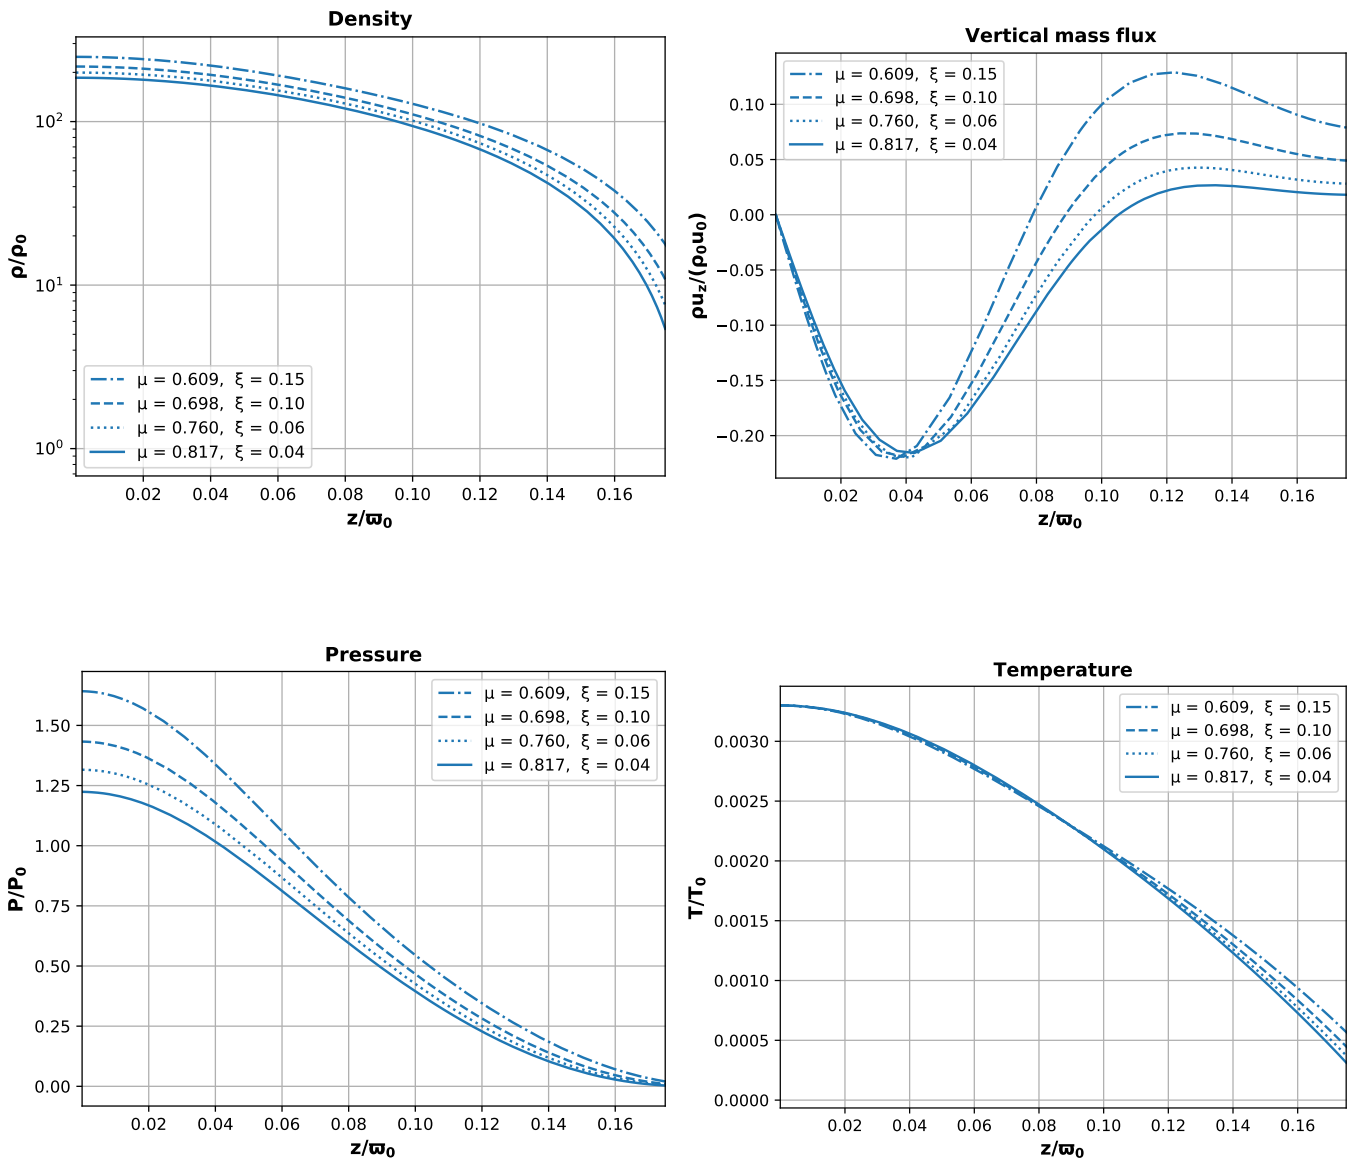 Density
ρ/ρ₀
10²
10¹
10⁰
μ = 0.609, ξ = 0.15
μ = 0.698, ξ = 0.10
μ = 0.760, ξ = 0.06
μ = 0.817, ξ = 0.04
0.02 0.04 0.06 0.08 0.10 0.12 0.14 0.16
z/ϖ₀
Vertical mass flux
ρu_z/(ρ₀u₀)
0.10
0.05
0.00
−0.05
−0.10
−0.15
−0.20
μ = 0.609, ξ = 0.15
μ = 0.698, ξ = 0.10
μ = 0.760, ξ = 0.06
μ = 0.817, ξ = 0.04
0.02 0.04 0.06 0.08 0.10 0.12 0.14 0.16
z/ϖ₀
Pressure
P/P₀
1.50
1.25
1.00
0.75
0.50
0.25
0.00
μ = 0.609, ξ = 0.15
μ = 0.698, ξ = 0.10
μ = 0.760, ξ = 0.06
μ = 0.817, ξ = 0.04
0.02 0.04 0.06 0.08 0.10 0.12 0.14 0.16
z/ϖ₀
Temperature
T/T₀
0.0030
0.0025
0.0020
0.0015
0.0010
0.0005
0.0000
μ = 0.609, ξ = 0.15
μ = 0.698, ξ = 0.10
μ = 0.760, ξ = 0.06
μ = 0.817, ξ = 0.04
0.02 0.04 0.06 0.08 0.10 0.12 0.14 0.16
z/ϖ₀